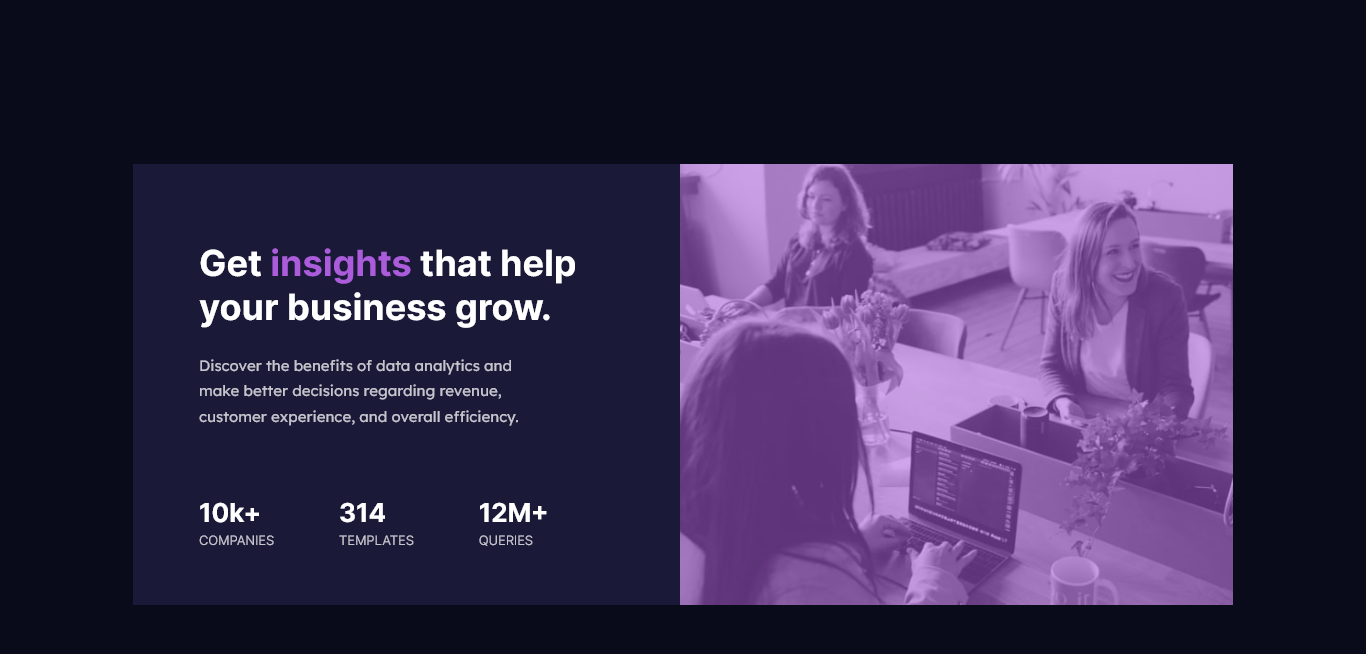 Get insights that help
your business grow.
Discover the benefits of data analytics and
make better decisions regarding revenue,
customer experience, and overall efficiency.
10k+ 314 12M+
COMPANIES TEMPLATES QUERIES